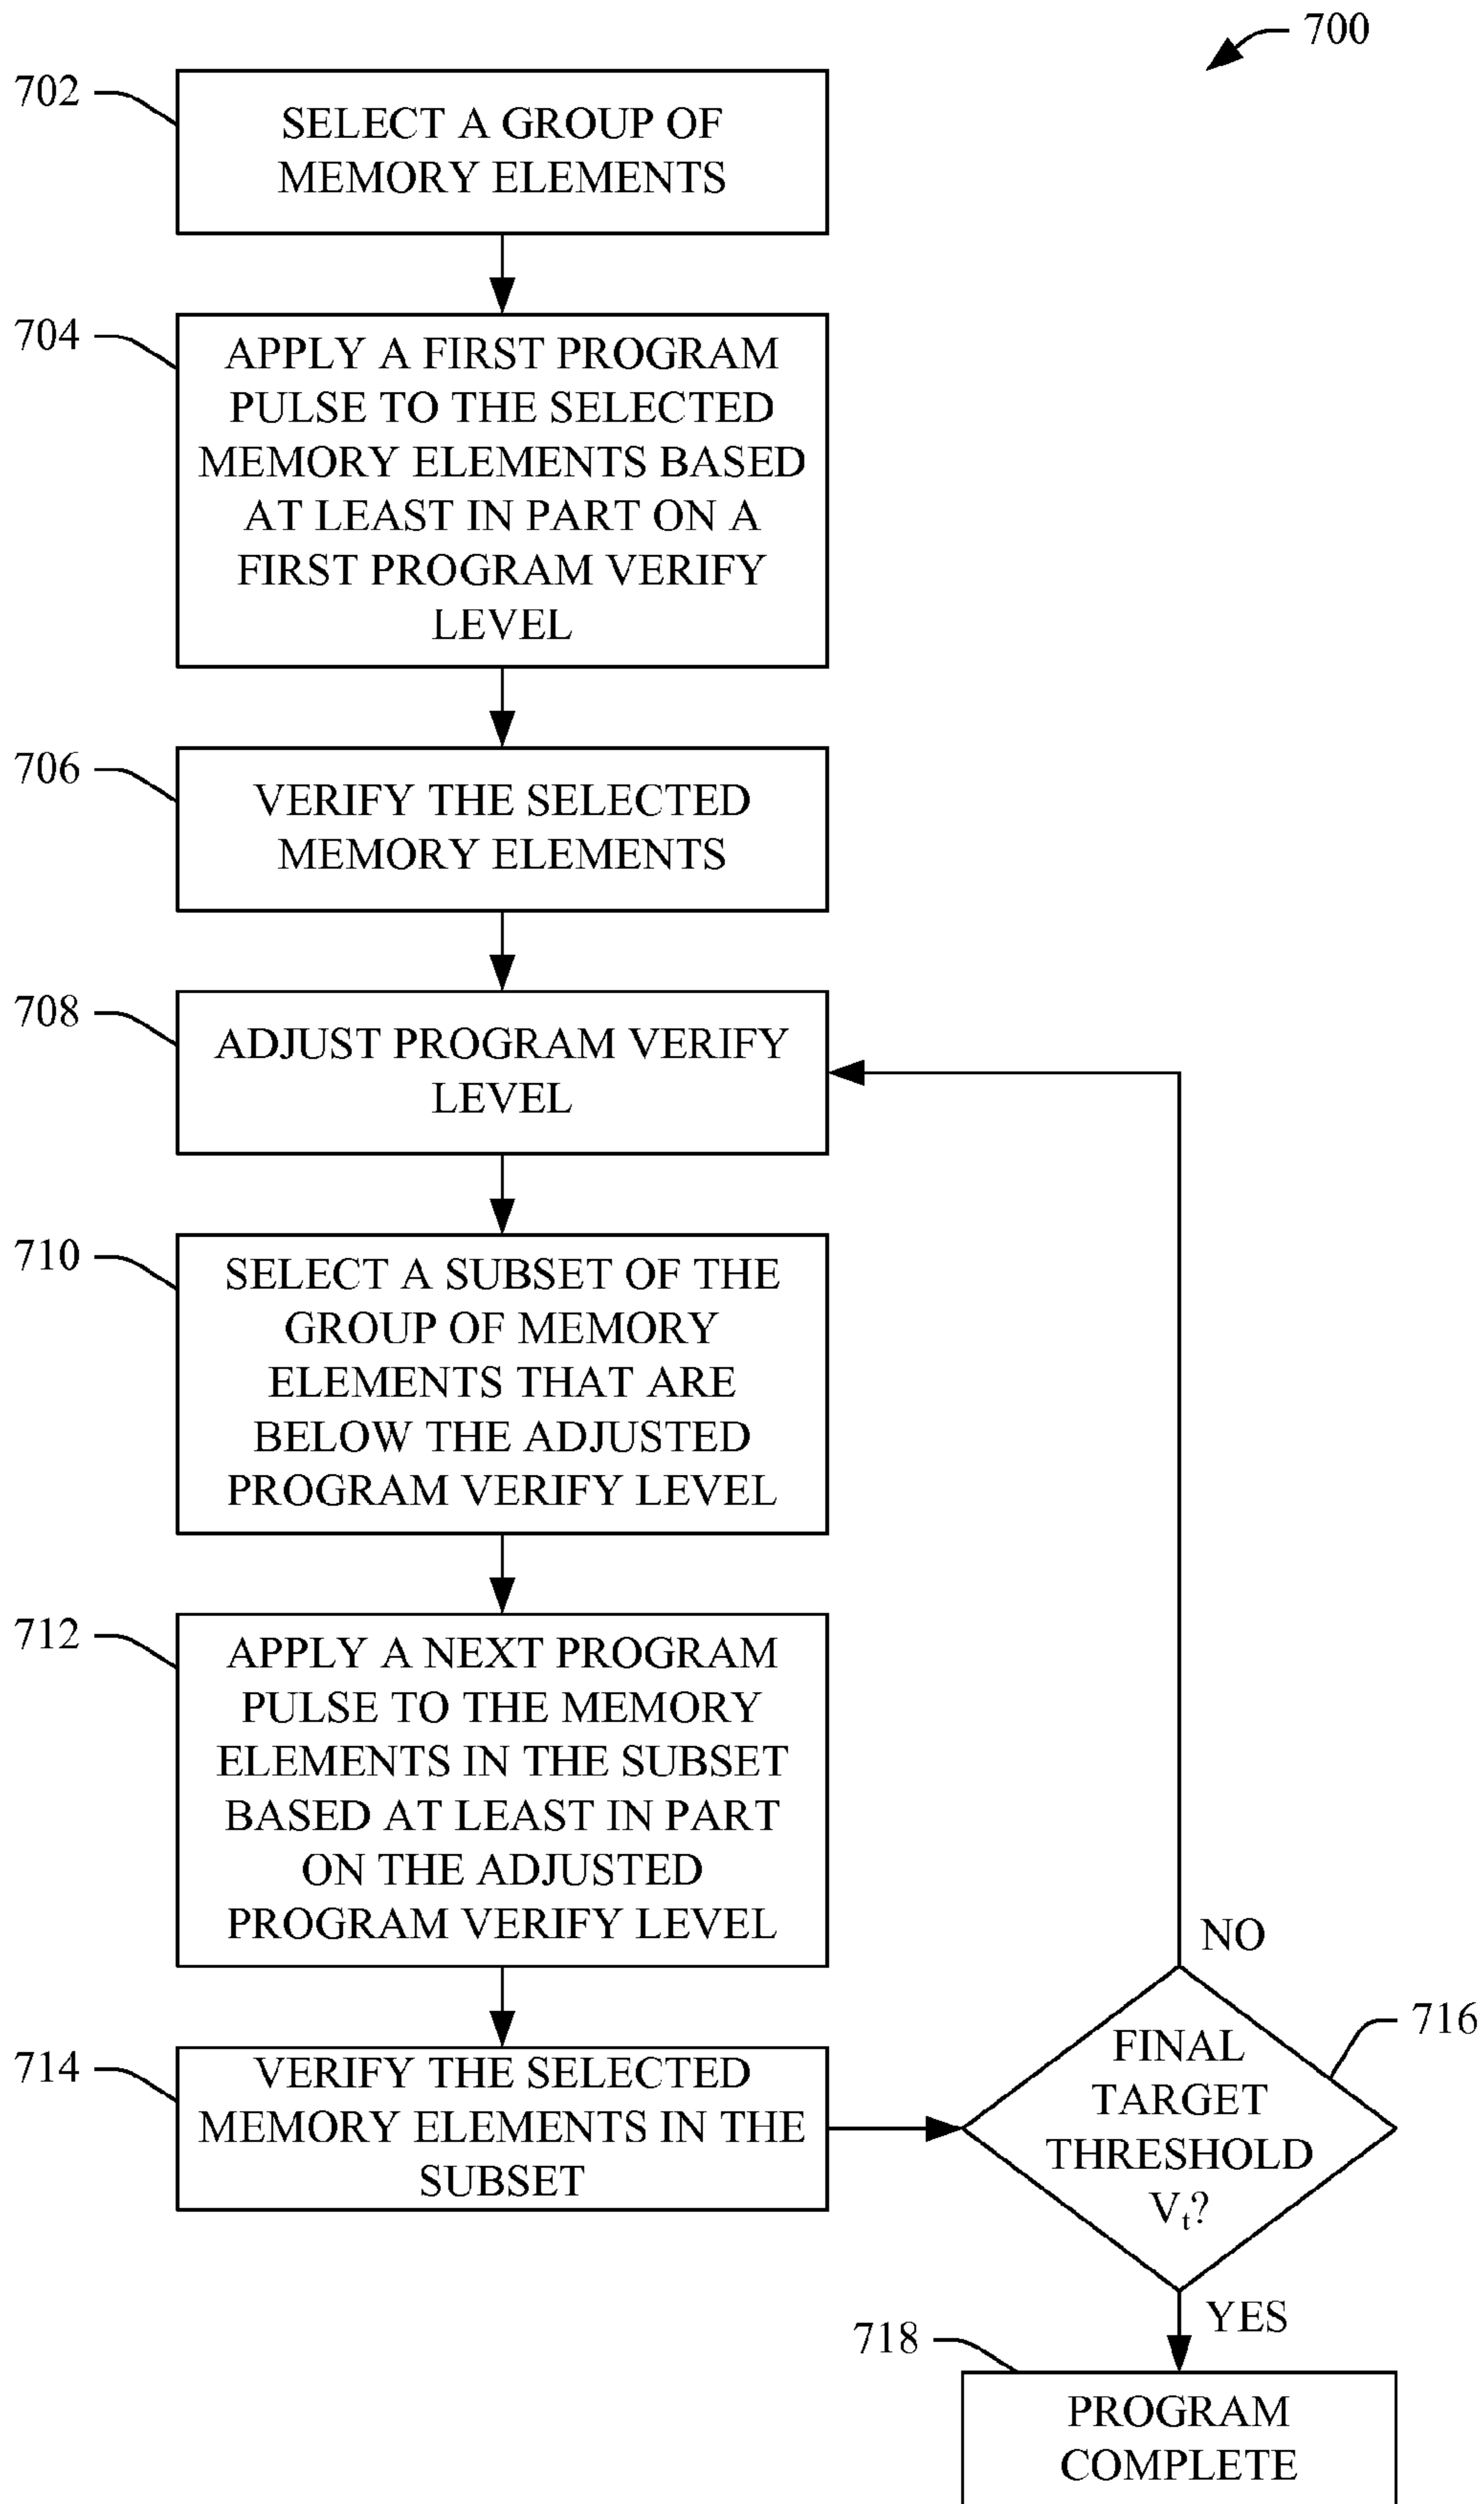 700
702
SELECT A GROUP OF
MEMORY ELEMENTS
704
APPLY A FIRST PROGRAM
PULSE TO THE SELECTED
MEMORY ELEMENTS BASED
AT LEAST IN PART ON A
FIRST PROGRAM VERIFY
LEVEL
706
VERIFY THE SELECTED
MEMORY ELEMENTS
708
ADJUST PROGRAM VERIFY
LEVEL
710
SELECT A SUBSET OF THE
GROUP OF MEMORY
ELEMENTS THAT ARE
BELOW THE ADJUSTED
PROGRAM VERIFY LEVEL
712
APPLY A NEXT PROGRAM
PULSE TO THE MEMORY
ELEMENTS IN THE SUBSET
BASED AT LEAST IN PART
ON THE ADJUSTED
PROGRAM VERIFY LEVEL
714
VERIFY THE SELECTED
MEMORY ELEMENTS IN THE
SUBSET
NO
716
FINAL
TARGET
THRESHOLD
Vt?
YES
718
PROGRAM
COMPLETE